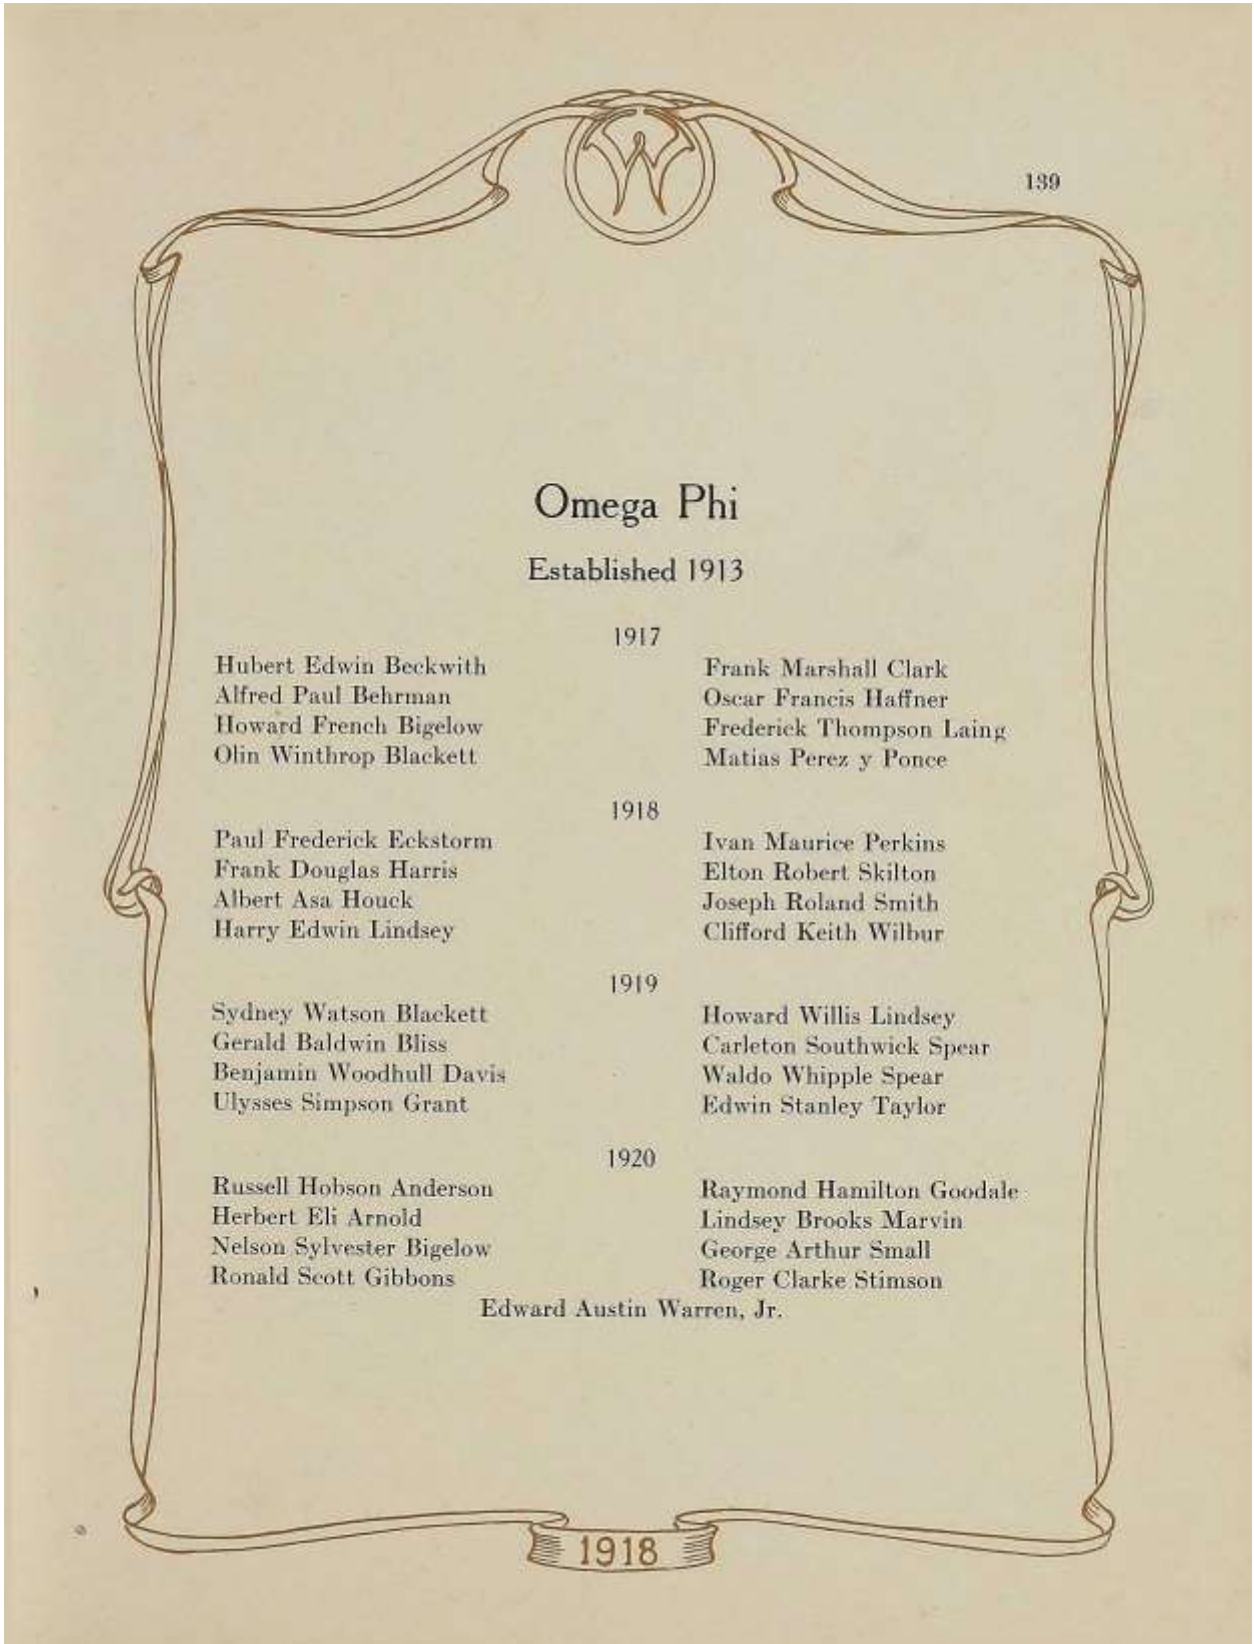 W
139
Omega Phi
Established 1913
1917
Hubert Edwin Beckwith Frank Marshall Clark
Alfred Paul Behrman Oscar Francis Haffner
Howard French Bigelow Frederick Thompson Laing
Olin Winthrop Blackett Matias Perez y Ponce
1918
Paul Frederick Eckstorm Ivan Maurice Perkins
Frank Douglas Harris Elton Robert Skilton
Albert Asa Houck Joseph Roland Smith
Harry Edwin Lindsey Clifford Keith Wilbur
1919
Sydney Watson Blackett Howard Willis Lindsey
Gerald Baldwin Bliss Carleton Southwick Spear
Benjamin Woodhull Davis Waldo Whipple Spear
Ulysses Simpson Grant Edwin Stanley Taylor
1920
Russell Hobson Anderson Raymond Hamilton Goodale
Herbert Eli Arnold Lindsey Brooks Marvin
Nelson Sylvester Bigelow George Arthur Small
Ronald Scott Gibbons Roger Clarke Stimson
Edward Austin Warren, Jr.
1918